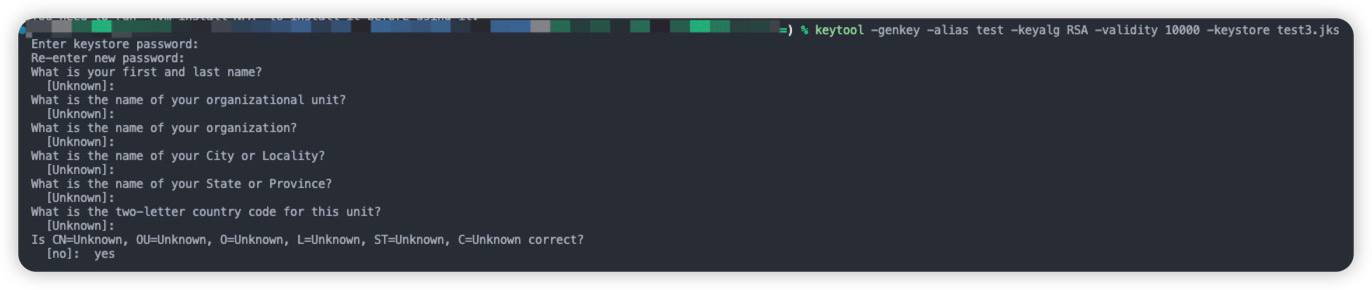 =) % keytool -genkey -alias test -keyalg RSA -validity 10000 -keystore test3.jks
Enter keystore password:
Re-enter new password:
What is your first and last name?
[Unknown]:
What is the name of your organizational unit?
[Unknown]:
What is the name of your organization?
[Unknown]:
What is the name of your City or Locality?
[Unknown]:
What is the name of your State or Province?
[Unknown]:
What is the two-letter country code for this unit?
[Unknown]:
Is CN=Unknown, OU=Unknown, O=Unknown, L=Unknown, ST=Unknown, C=Unknown correct?
[no]:  yes